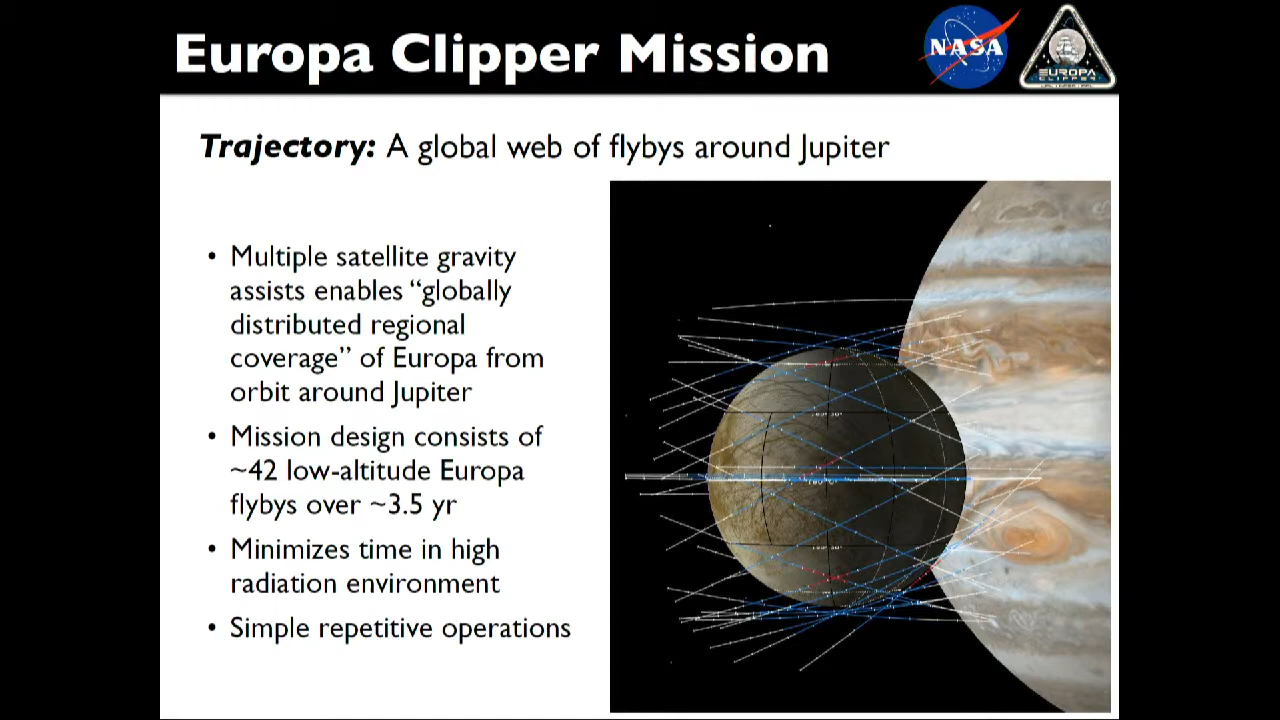 Europa Clipper Mission
NASA
EUROPA
CLIPPER
Trajectory: A global web of flybys around Jupiter
• Multiple satellite gravity
assists enables “globally
distributed regional
coverage” of Europa from
orbit around Jupiter
• Mission design consists of
~42 low-altitude Europa
flybys over ~3.5 yr
• Minimizes time in high
radiation environment
• Simple repetitive operations